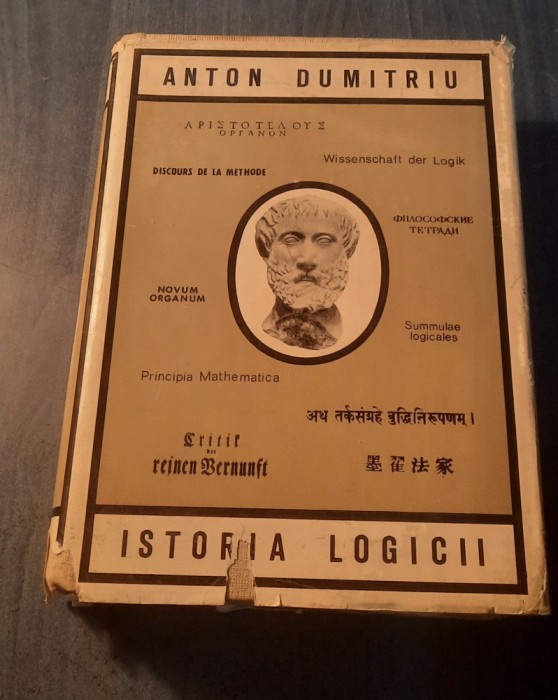 ANTON DUMITRIU
ΑΡΙΣΤΟΤΕΛΟΥΣ
ΟΡΓΑΝΟΝ
Wissenschaft der Logik
DISCOURS DE LA METHODE
ФИЛОСОФСКИЕ
ТЕТРАДИ
NOVUM
ORGANUM
Summulae
logicales
Principia Mathematica
अथ तर्कसंग्रहे बुद्धिनिरूपणम् ।
Critik
der
reinen Vernunft
墨翟法家
ISTORIA LOGICII